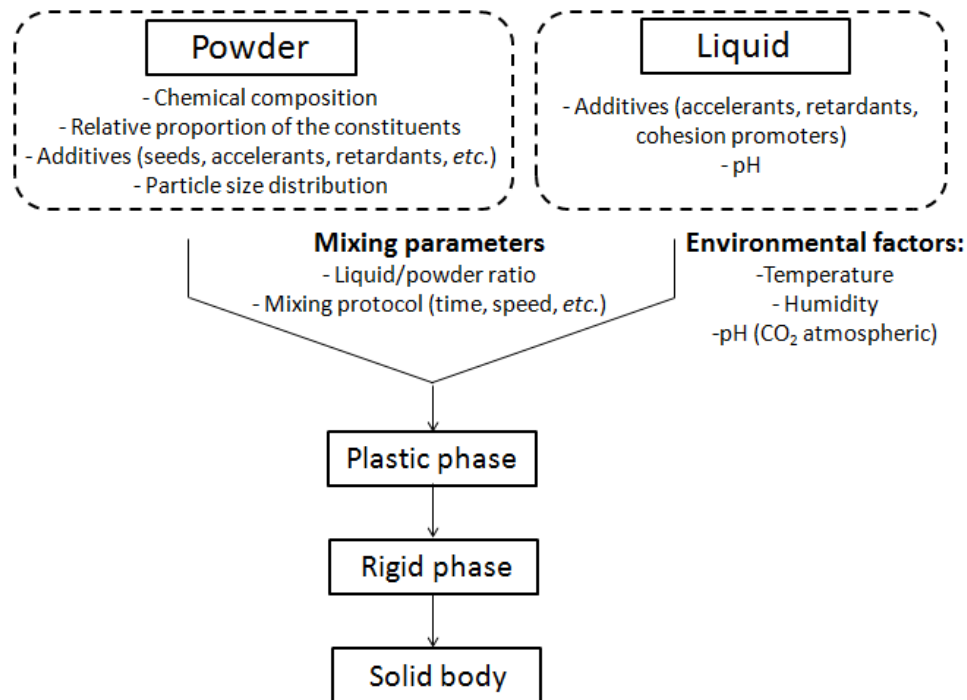 Powder
- Chemical composition
- Relative proportion of the constituents
- Additives (seeds, accelerants, retardants, etc.)
- Particle size distribution
Liquid
- Additives (accelerants, retardants,
cohesion promoters)
- pH
Mixing parameters
- Liquid/powder ratio
- Mixing protocol (time, speed, etc.)
Environmental factors:
-Temperature
- Humidity
-pH (CO₂ atmospheric)
Plastic phase
Rigid phase
Solid body